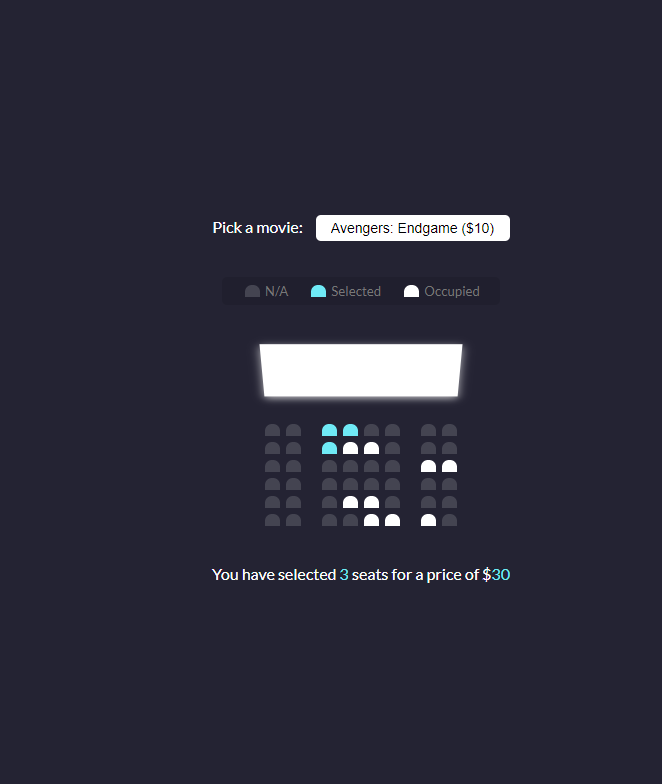 Pick a movie: Avengers: Endgame ($10)
N/A Selected Occupied
You have selected 3 seats for a price of $30